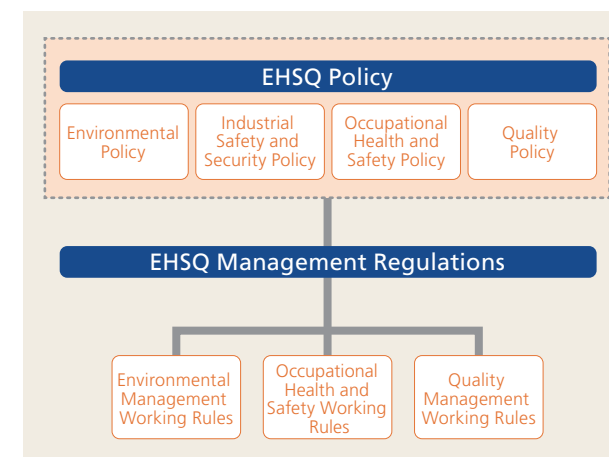 EHSQ Policy
Environmental
Policy
Industrial
Safety and
Security Policy
Occupational
Health and
Safety Policy
Quality
Policy
EHSQ Management Regulations
Environmental
Management
Working Rules
Occupational
Health and
Safety Working
Rules
Quality
Management
Working Rules